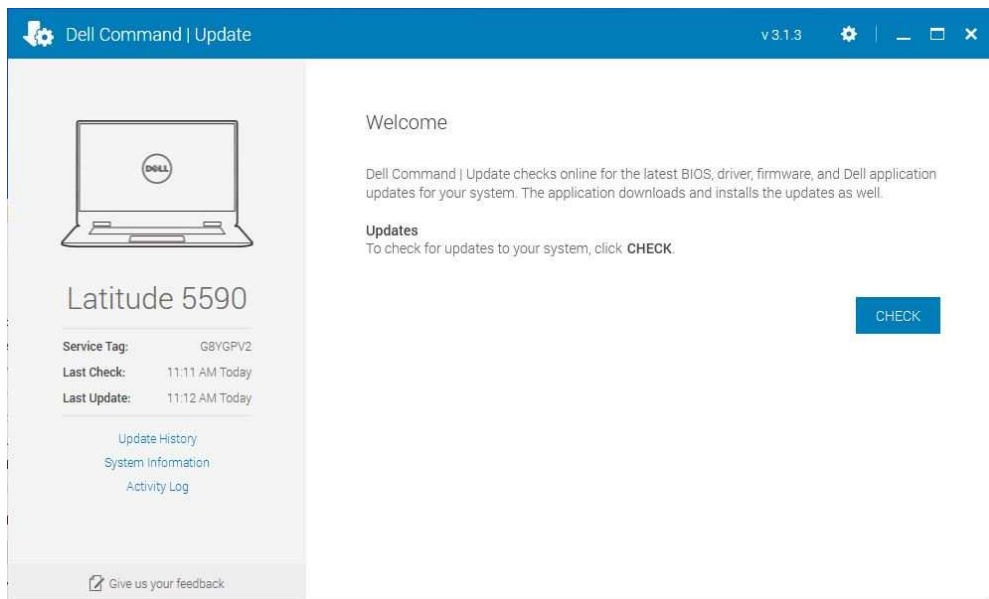 Dell Command | Update
v 3.1.3
DELL
Latitude 5590
Service Tag: G8YGPV2
Last Check: 11:11 AM Today
Last Update: 11:12 AM Today
Update History
System Information
Activity Log
Give us your feedback
Welcome
Dell Command | Update checks online for the latest BIOS, driver, firmware, and Dell application
updates for your system. The application downloads and installs the updates as well.
Updates
To check for updates to your system, click CHECK.
CHECK